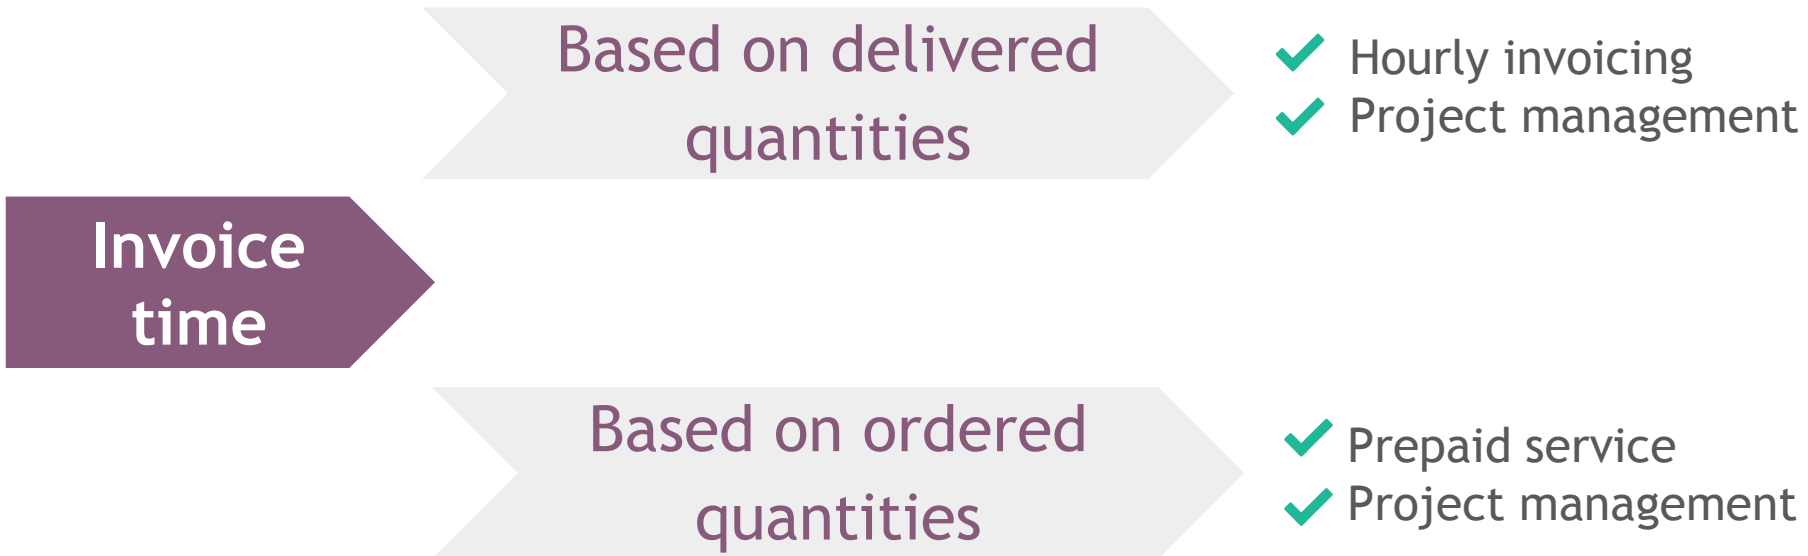 Based on delivered
quantities
Hourly invoicing
Project management
Invoice
time
Based on ordered
quantities
Prepaid service
Project management